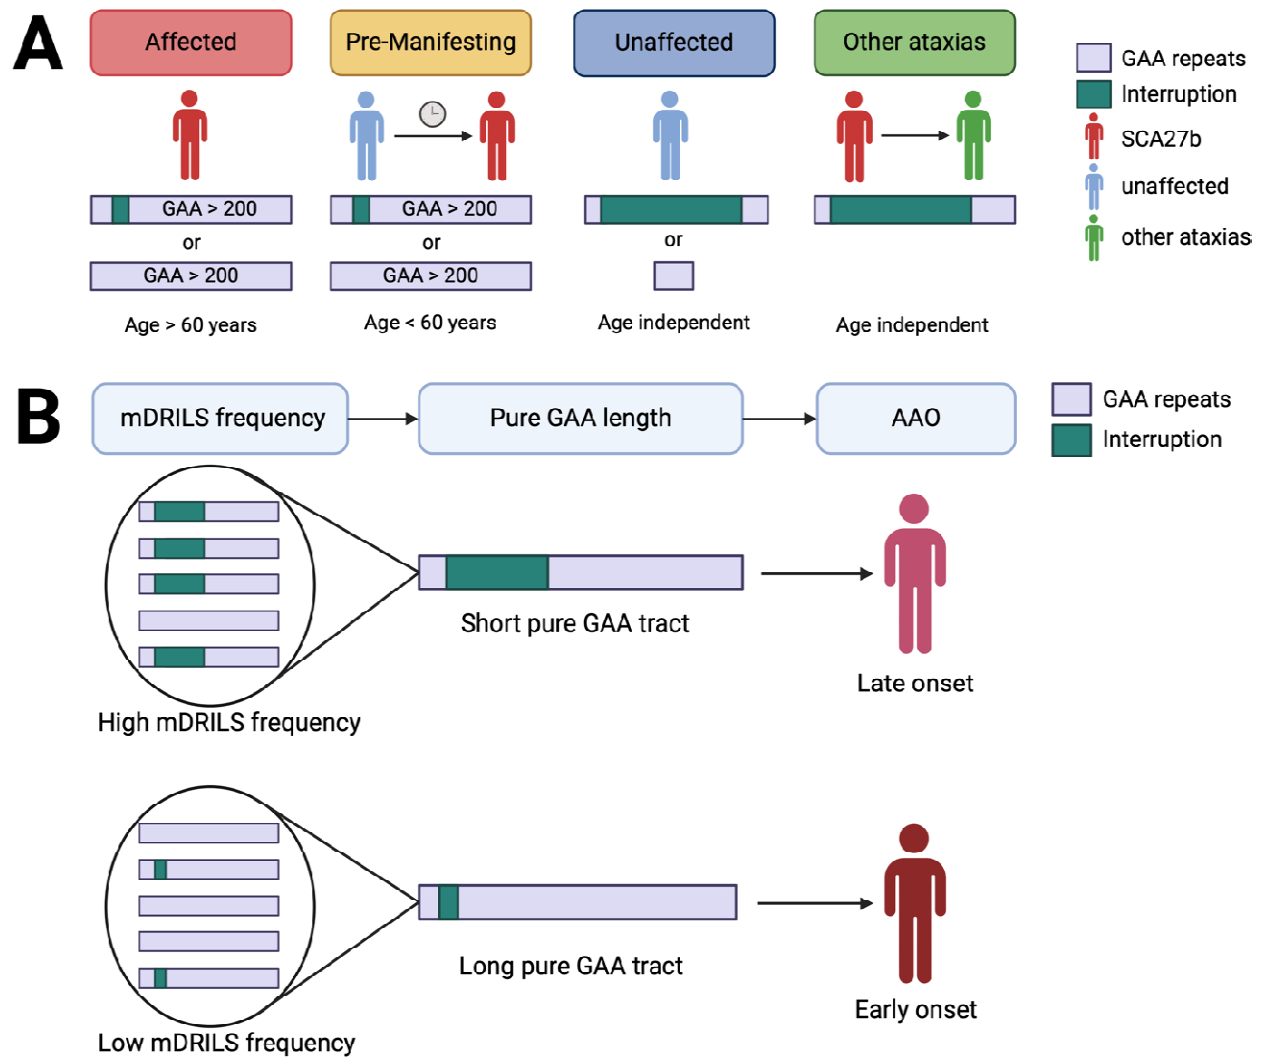 A
Affected
Pre-Manifesting
Unaffected
Other ataxias
GAA repeats
Interruption
SCA27b
unaffected
other ataxias
GAA > 200
GAA > 200
or
or
or
GAA > 200
GAA > 200
Age > 60 years
Age < 60 years
Age independent
Age independent
B
mDRILS frequency
Pure GAA length
AAO
GAA repeats
Interruption
Short pure GAA tract
Late onset
High mDRILS frequency
Long pure GAA tract
Early onset
Low mDRILS frequency